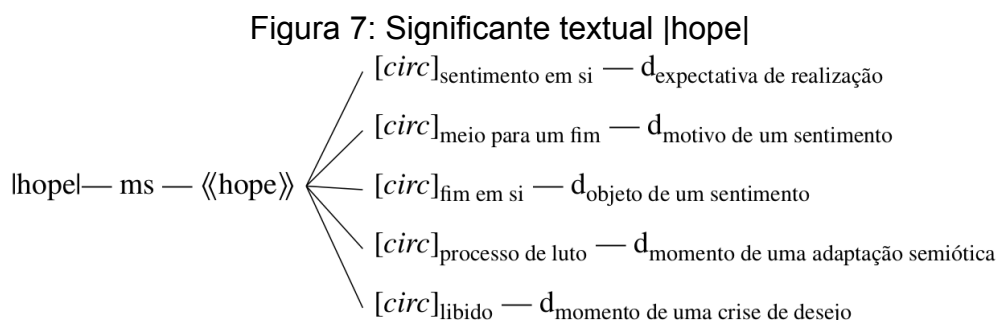 Figura 7: Significante textual |hope|
[circ]sentimento em si — dexpectativa de realização
[circ]meio para um fim — dmotivo de um sentimento
|hope|— ms — ⟪hope⟫ [circ]fim em si — dobjeto de um sentimento
[circ]processo de luto — dmomento de uma adaptação semiótica
[circ]libido — dmomento de uma crise de desejo